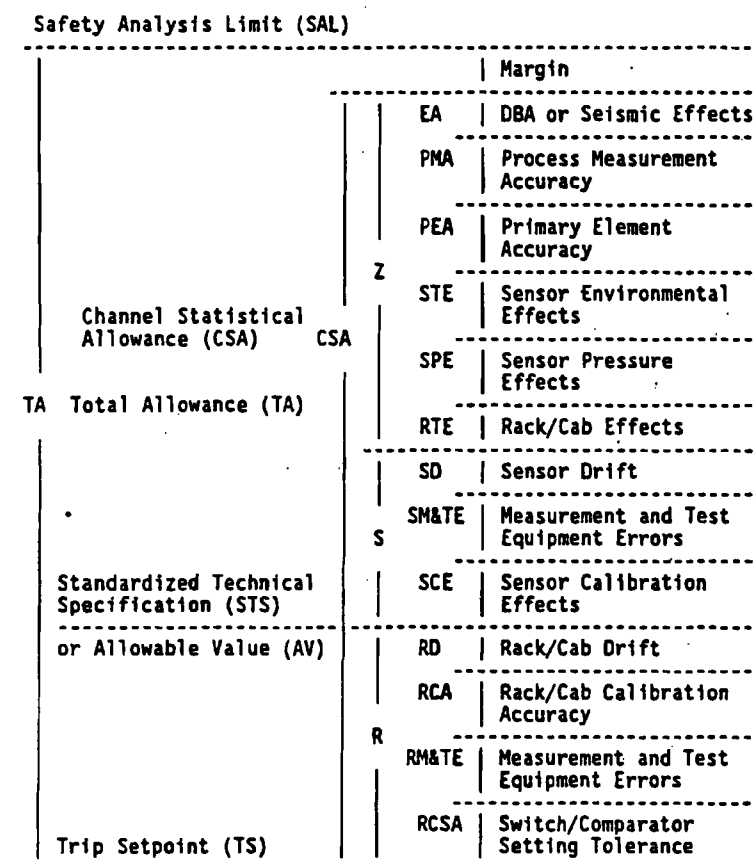 Safety Analysis Limit (SAL)
Margin
EA DBA or Seismic Effects
PMA Process Measurement
Accuracy
PEA Primary Element
Accuracy
Z
STE Sensor Environmental
Effects
Channel Statistical
Allowance (CSA) CSA
SPE Sensor Pressure
Effects
TA Total Allowance (TA)
RTE Rack/Cab Effects
SD Sensor Drift
SM&TE Measurement and Test
Equipment Errors
S
Standardized Technical
Specification (STS)
SCE Sensor Calibration
Effects
or Allowable Value (AV)
RD Rack/Cab Drift
RCA Rack/Cab Calibration
Accuracy
R
RM&TE Measurement and Test
Equipment Errors
RCSA Switch/Comparator
Setting Tolerance
Trip Setpoint (TS)